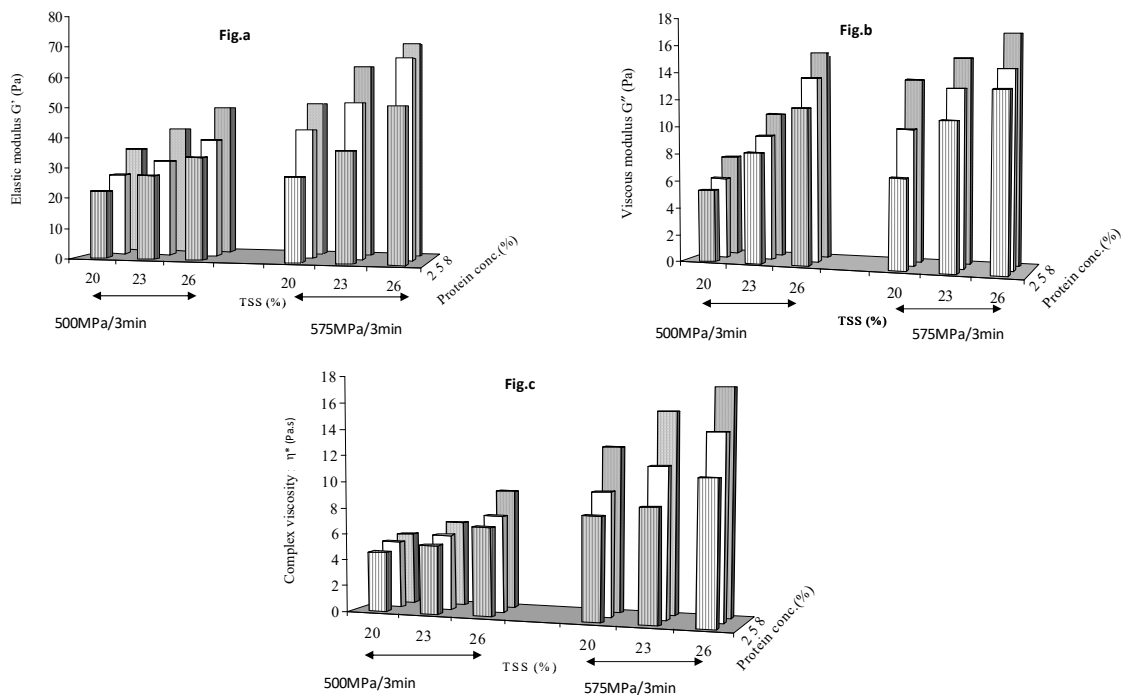 Fig.a
80
70
60
50
40
30
20
10
0
Elastic modulus G' (Pa)
20 23 26 20 23 26
TSS (%)
2 5 8
Protein conc.(%)
500MPa/3min 575MPa/3min
Fig.b
18
16
14
12
10
8
6
4
2
0
Viscous modulus G″ (Pa)
20 23 26 20 23 26
TSS (%)
2 5 8
Protein conc.(%)
500MPa/3min 575MPa/3min
Fig.c
18
16
14
12
10
8
6
4
2
0
Complex viscosity : η* (Pa.s)
20 23 26 20 23 26
TSS (%)
2 5 8
Protein conc.(%)
500MPa/3min 575MPa/3min